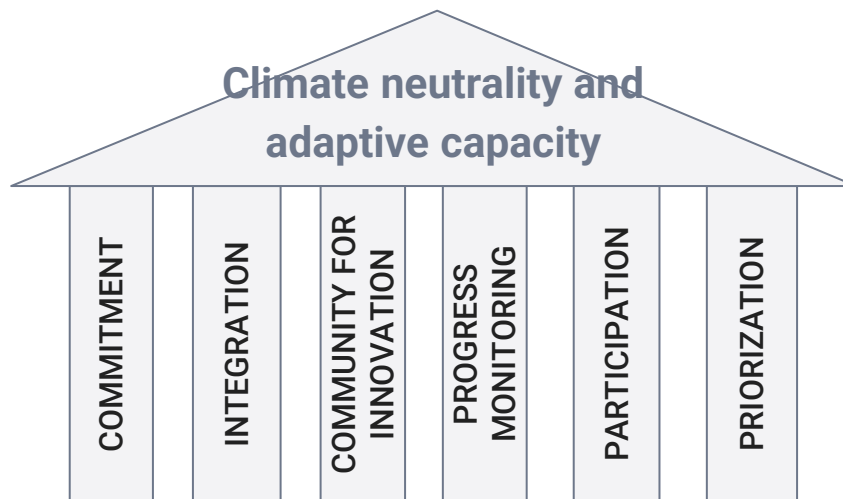 Climate neutrality and
adaptive capacity
COMMITMENT
INTEGRATION
COMMUNITY FOR
INNOVATION
PROGRESS
MONITORING
PARTICIPATION
PRIORIZATION